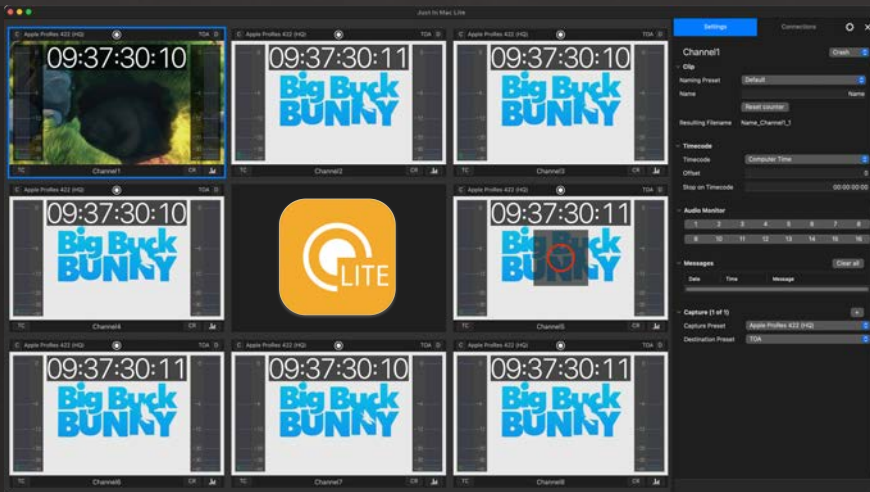 Just In Mac Lite
C Apple ProRes 422 (HQ) TOA D
09:37:30:10
TC Channel1 CR
C Apple ProRes 422 (HQ) TOA D
09:37:30:11
Big Buck
BUNNY
TC Channel2 CR
C Apple ProRes 422 (HQ) TOA D
09:37:30:10
Big Buck
BUNNY
TC Channel3 CR
C Apple ProRes 422 (HQ) TOA D
09:37:30:10
Big Buck
BUNNY
TC Channel4 CR
LITE
C Apple ProRes 422 (HQ) TOA D
09:37:30:11
Big Buck
BUNNY
TC Channel5 CR
C Apple ProRes 422 (HQ) TOA D
09:37:30:11
Big Buck
BUNNY
TC Channel6 CR
C Apple ProRes 422 (HQ) TOA D
09:37:30:10
Big Buck
BUNNY
TC Channel7 CR
C Apple ProRes 422 (HQ) TOA D
09:37:30:11
Big Buck
BUNNY
TC Channel8 CR
Settings Connections
Channel1 Crash
Clip
Naming Preset Default
Name Name
Reset counter
Resulting Filename Name_Channel1_1
Timecode
Timecode Computer Time
Offset 0
Stop on Timecode 00:00:00:00
Audio Monitor
1 2 3 4 5 6 7 8
9 10 11 12 13 14 15 16
Messages Clear all
Date Time Message
Capture (1 of 1) +
Capture Preset Apple ProRes 422 (HQ)
Destination Preset TOA